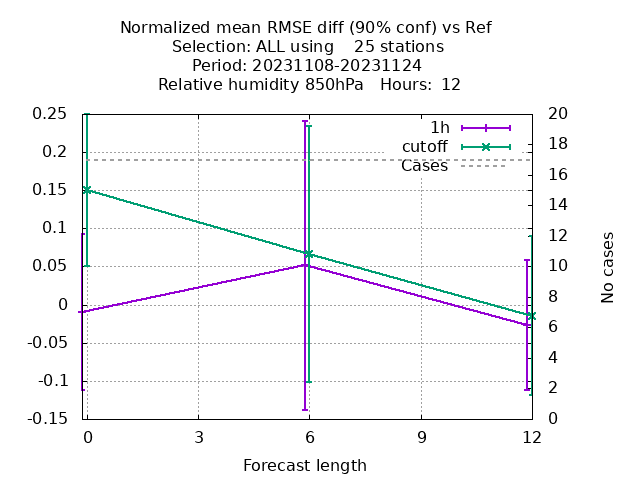 Normalized mean RMSE diff (90% conf) vs Ref
Selection: ALL using    25 stations
Period: 20231108-20231124
Relative humidity 850hPa   Hours:  12
1h
cutoff
Cases
0.25
0.2
0.15
0.1
0.05
0
-0.05
-0.1
-0.15
20
18
16
14
12
10
8
6
4
2
0
No cases
0 3 6 9 12
Forecast length